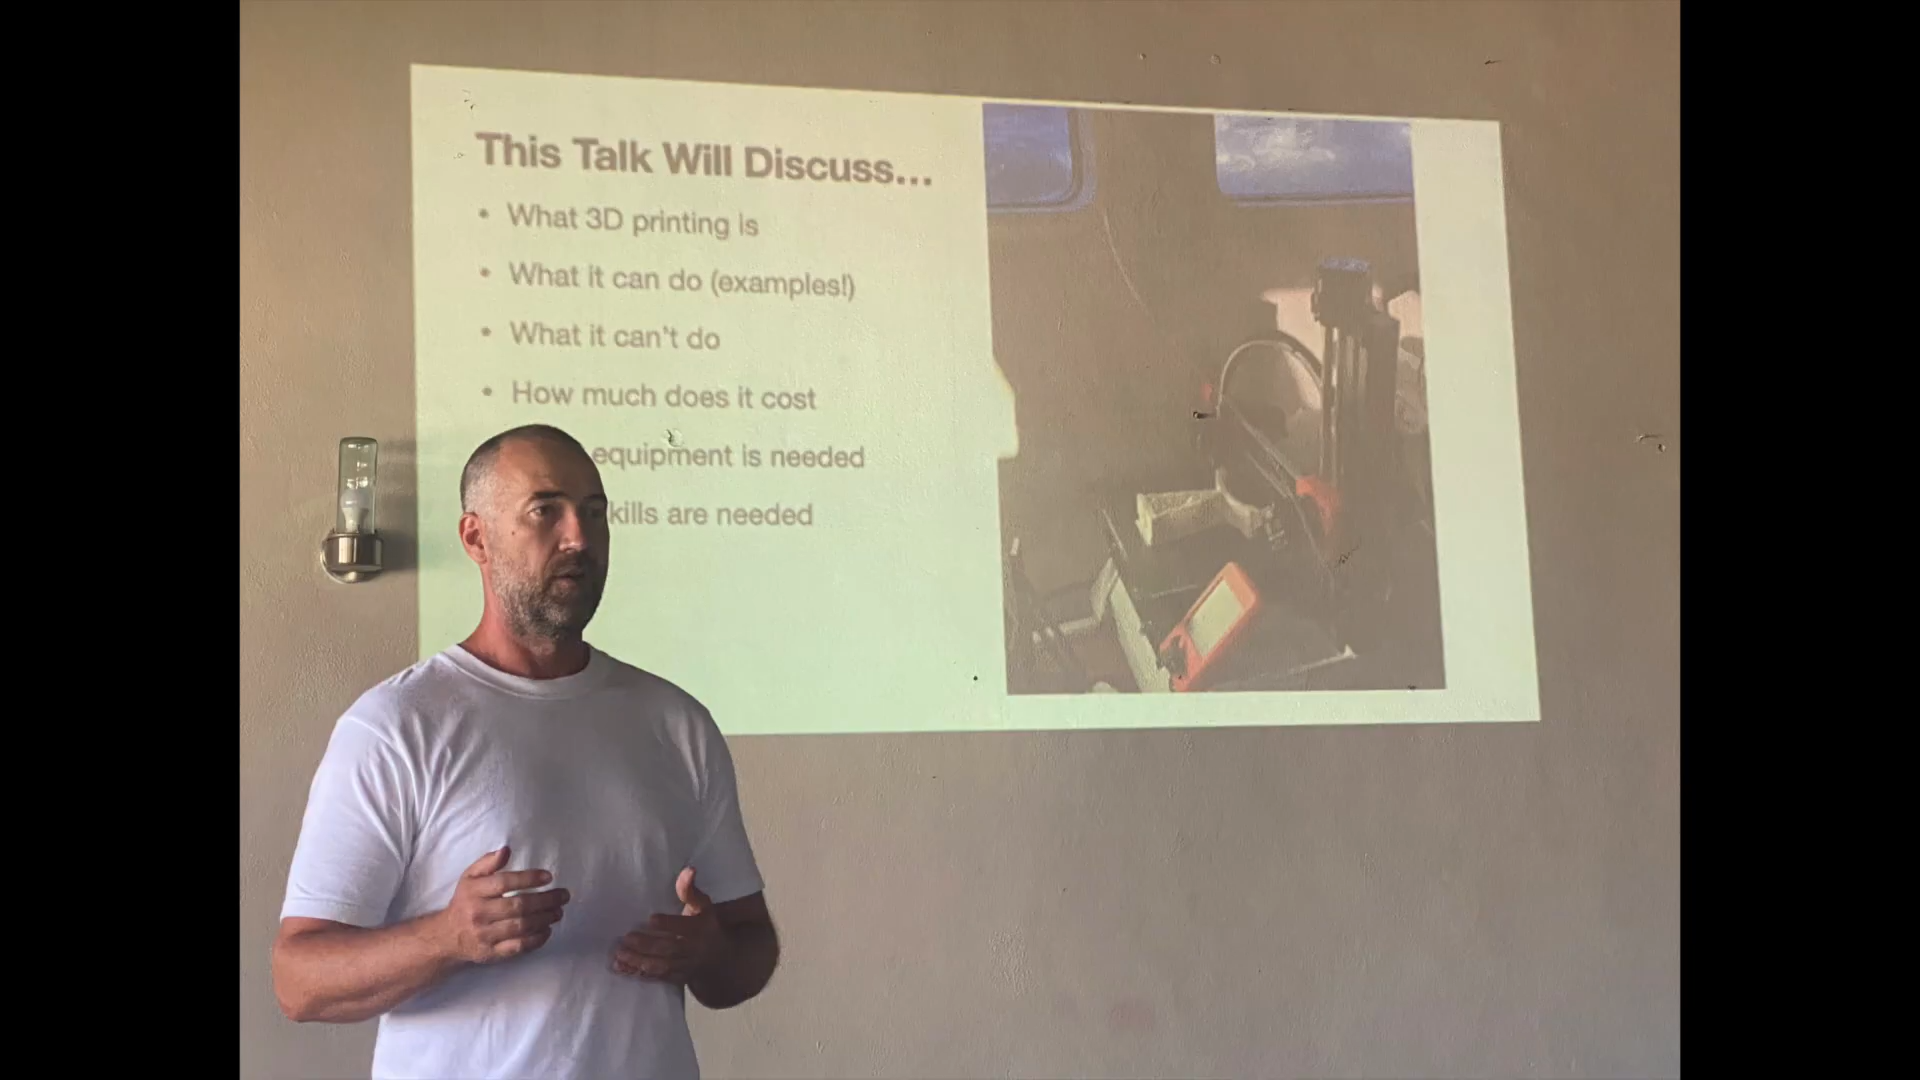 This Talk Will Discuss...
• What 3D printing is
• What it can do (examples!)
• What it can't do
• How much does it cost
equipment is needed
kills are needed